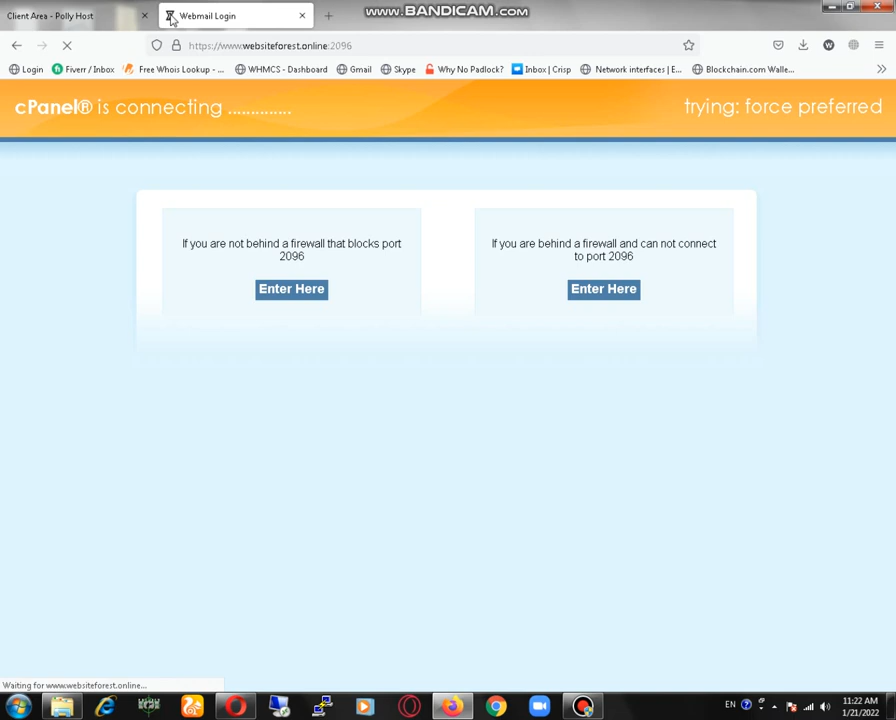 Client Area - Polly Host
Webmail Login
www.BANDICAM.com
https://www.websiteforest.online:2096
Login
Fiverr / Inbox
Free Whois Lookup - ...
WHMCS - Dashboard
Gmail
Skype
Why No Padlock?
Inbox | Crisp
Network interfaces | E...
Blockchain.com Walle...
cPanel® is connecting ..............
trying: force preferred
If you are not behind a firewall that blocks port
2096
Enter Here
If you are behind a firewall and can not connect
to port 2096
Enter Here
Waiting for www.websiteforest.online...
EN
11:22 AM
1/21/2022